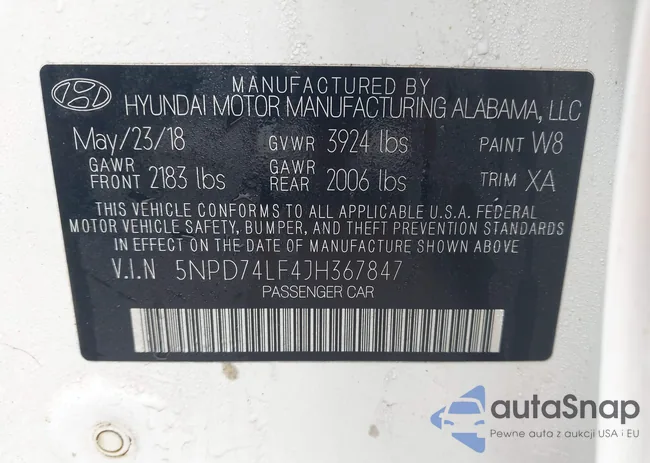 MANUFACTURED BY
HYUNDAI MOTOR MANUFACTURING ALABAMA, LLC
May/23/18 GVWR 3924 lbs PAINT W8
GAWR FRONT 2183 lbs GAWR REAR 2006 lbs TRIM XA
THIS VEHICLE CONFORMS TO ALL APPLICABLE U.S.A. FEDERAL
MOTOR VEHICLE SAFETY, BUMPER, AND THEFT PREVENTION STANDARDS
IN EFFECT ON THE DATE OF MANUFACTURE SHOWN ABOVE
V.I.N 5NPD74LF4JH367847
PASSENGER CAR
autaSnap
Pewne auta z aukcji USA i EU